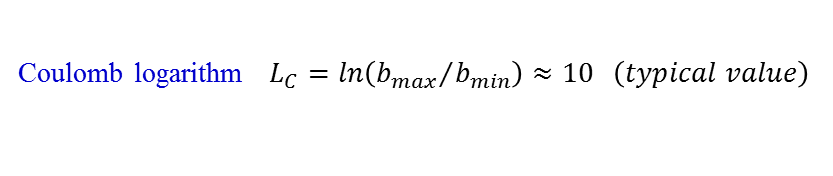 Coulomb logarithm L_C = ln(b_max/b_min) ≈ 10 (typical value)